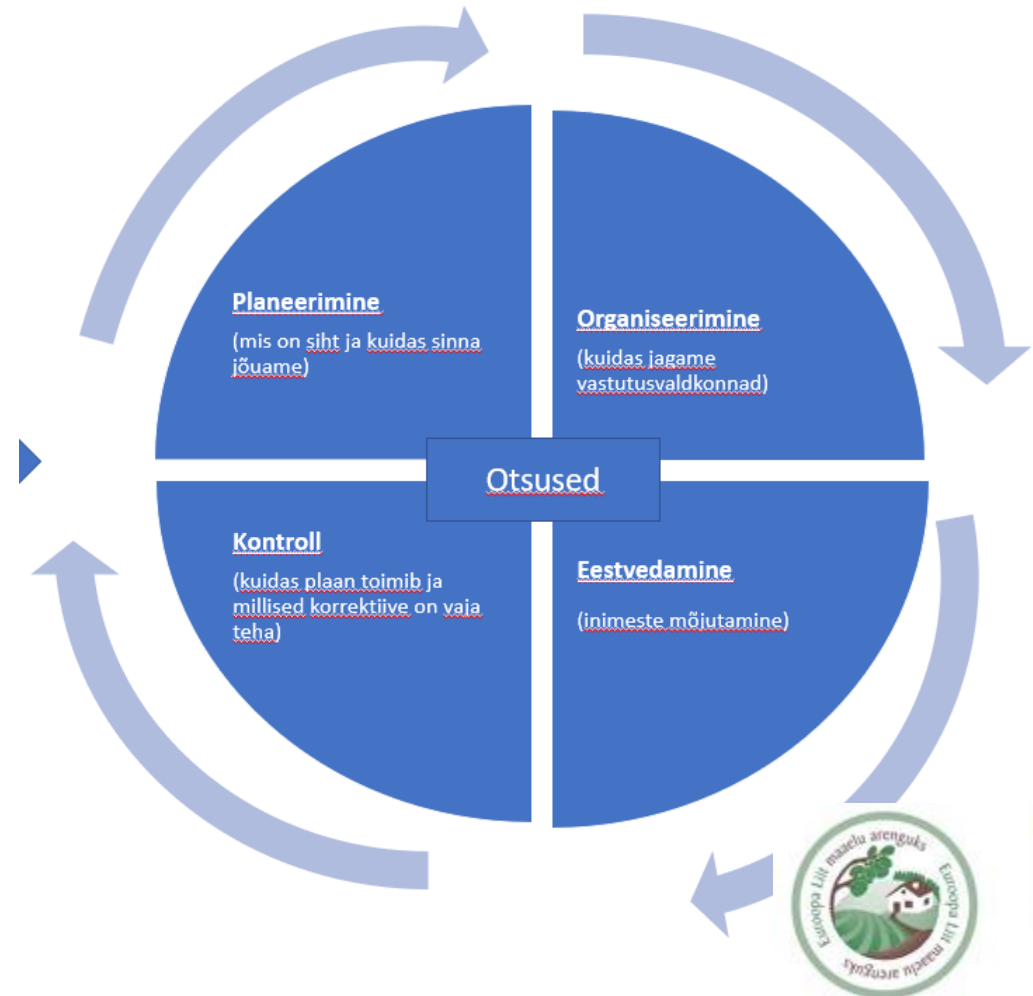 Planeerimine
(mis on siht ja kuidas sinna
jõuame)
Organiseerimine
(kuidas jagame
vastutusvaldkonnad)
Otsused
Kontroll
(kuidas plaan toimib ja
millised korrektiive on vaja
teha)
Eestvedamine
(inimeste mõjutamine)
Euroopa Liit maaelu arenguks
Euroopa Liit maaelu arenguks